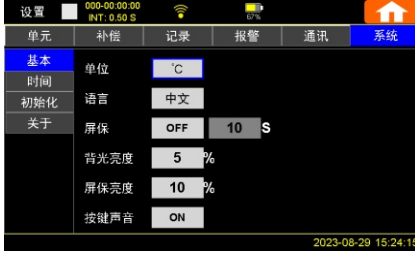 设置 000-00:00:00
INT: 0.50 S 67%
单元 补偿 记录 报警 通讯 系统
基本
时间
初始化
关于
单位 °C
语言 中文
屏保 OFF 10 S
背光亮度 5 %
屏保亮度 10 %
按键声音 ON
2023-08-29 15:24:15